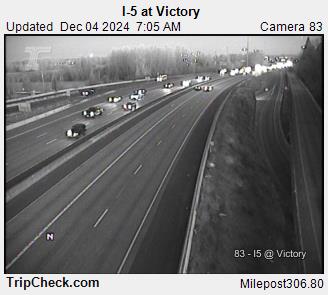 I-5 at Victory
Updated Dec 04 2024 7:05 AM Camera 83
N
83 - I5 @ Victory
TripCheck.com Milepost306.80